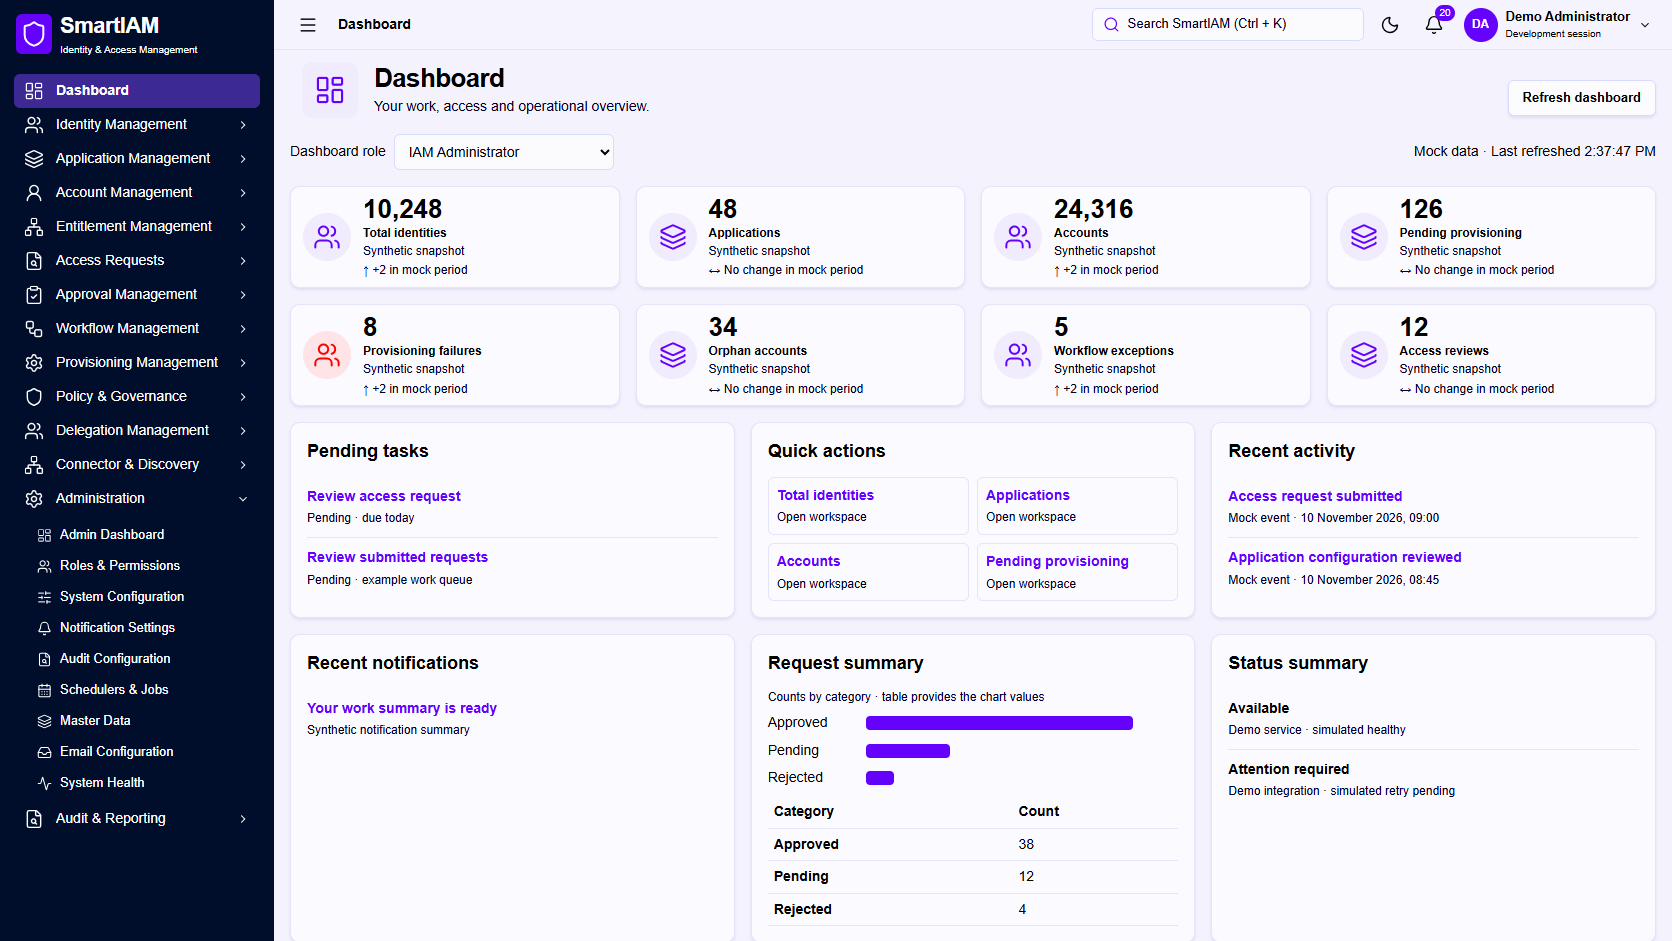 SmartIAM
Identity & Access Management
Dashboard
Identity Management
Application Management
Account Management
Entitlement Management
Access Requests
Approval Management
Workflow Management
Provisioning Management
Policy & Governance
Delegation Management
Connector & Discovery
Administration
Admin Dashboard
Roles & Permissions
System Configuration
Notification Settings
Audit Configuration
Schedulers & Jobs
Master Data
Email Configuration
System Health
Audit & Reporting
Dashboard
Search SmartIAM (Ctrl + K)
20
DA
Demo Administrator
Development session
Dashboard
Your work, access and operational overview.
Refresh dashboard
Dashboard role
IAM Administrator
Mock data · Last refreshed 2:37:47 PM
10,248
Total identities
Synthetic snapshot
↑ +2 in mock period
48
Applications
Synthetic snapshot
↔ No change in mock period
24,316
Accounts
Synthetic snapshot
↑ +2 in mock period
126
Pending provisioning
Synthetic snapshot
↔ No change in mock period
8
Provisioning failures
Synthetic snapshot
↑ +2 in mock period
34
Orphan accounts
Synthetic snapshot
↔ No change in mock period
5
Workflow exceptions
Synthetic snapshot
↑ +2 in mock period
12
Access reviews
Synthetic snapshot
↔ No change in mock period
Pending tasks
Review access request
Pending · due today
Review submitted requests
Pending · example work queue
Quick actions
Total identities
Open workspace
Applications
Open workspace
Accounts
Open workspace
Pending provisioning
Open workspace
Recent activity
Access request submitted
Mock event · 10 November 2026, 09:00
Application configuration reviewed
Mock event · 10 November 2026, 08:45
Recent notifications
Your work summary is ready
Synthetic notification summary
Request summary
Counts by category · table provides the chart values
Approved
Pending
Rejected
Category Count
Approved 38
Pending 12
Rejected 4
Status summary
Available
Demo service · simulated healthy
Attention required
Demo integration · simulated retry pending